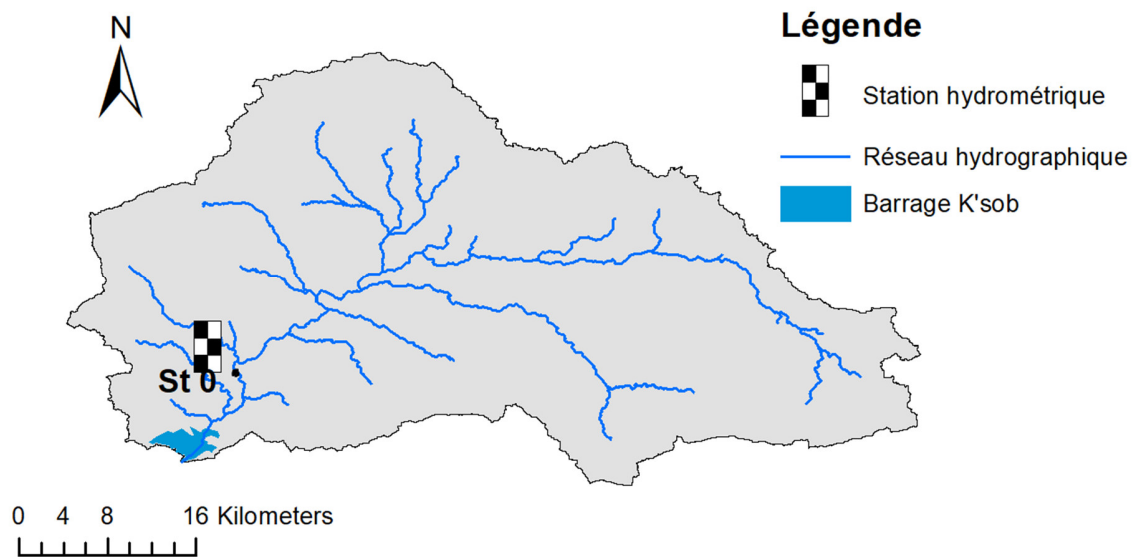 N
Légende
Station hydrométrique
Réseau hydrographique
Barrage K'sob
St 0
0 4 8 16 Kilometers